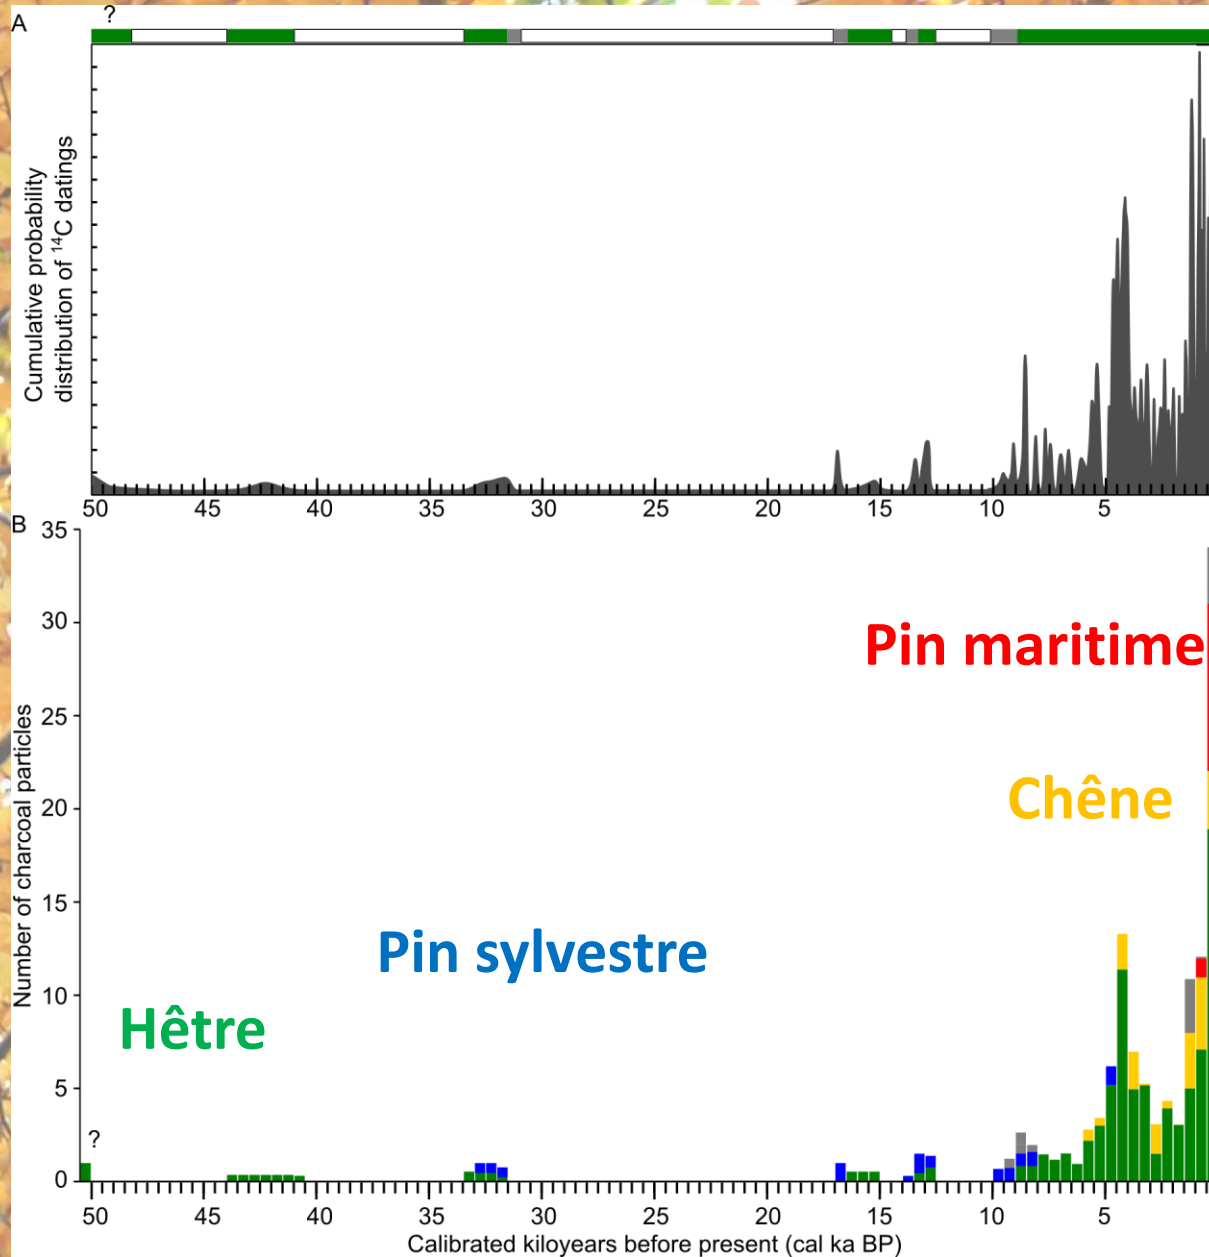 A
?
Cumulative probability
distribution of ¹⁴C datings
50 45 40 35 30 25 20 15 10 5
B
35
30
25
20
15
10
5
0
Number of charcoal particles
Pin maritime
Chêne
Pin sylvestre
Hêtre
?
50 45 40 35 30 25 20 15 10 5
Calibrated kiloyears before present (cal ka BP)